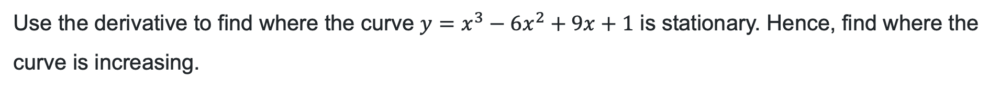 Use the derivative to find where the curve y = x³ − 6x² + 9x + 1 is stationary. Hence, find where the
curve is increasing.